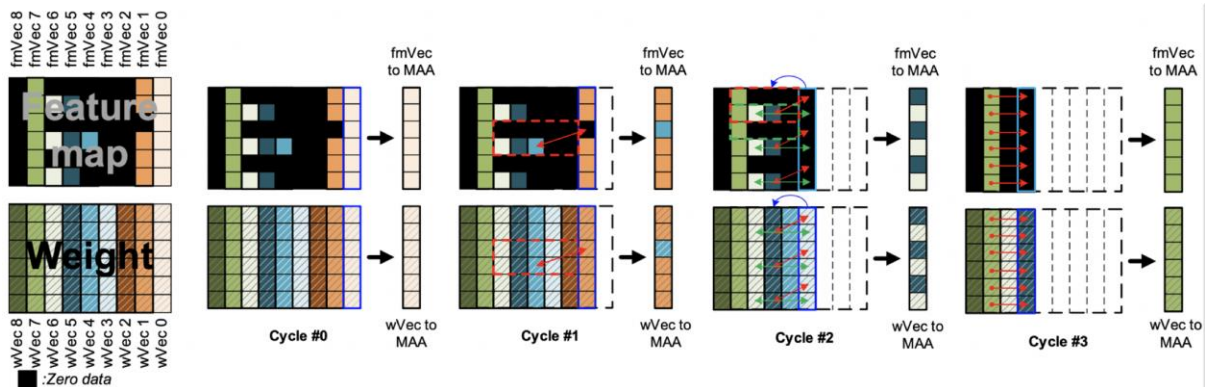 fmVec 8
fmVec 7
fmVec 6
fmVec 5
fmVec 4
fmVec 3
fmVec 2
fmVec 1
fmVec 0
Feature
map
Weight
wVec 8
wVec 7
wVec 6
wVec 5
wVec 4
wVec 3
wVec 2
wVec 1
wVec 0
:Zero data
fmVec
to MAA
wVec to
MAA
Cycle #0
fmVec
to MAA
wVec to
MAA
Cycle #1
fmVec
to MAA
wVec to
MAA
Cycle #2
fmVec
to MAA
wVec to
MAA
Cycle #3